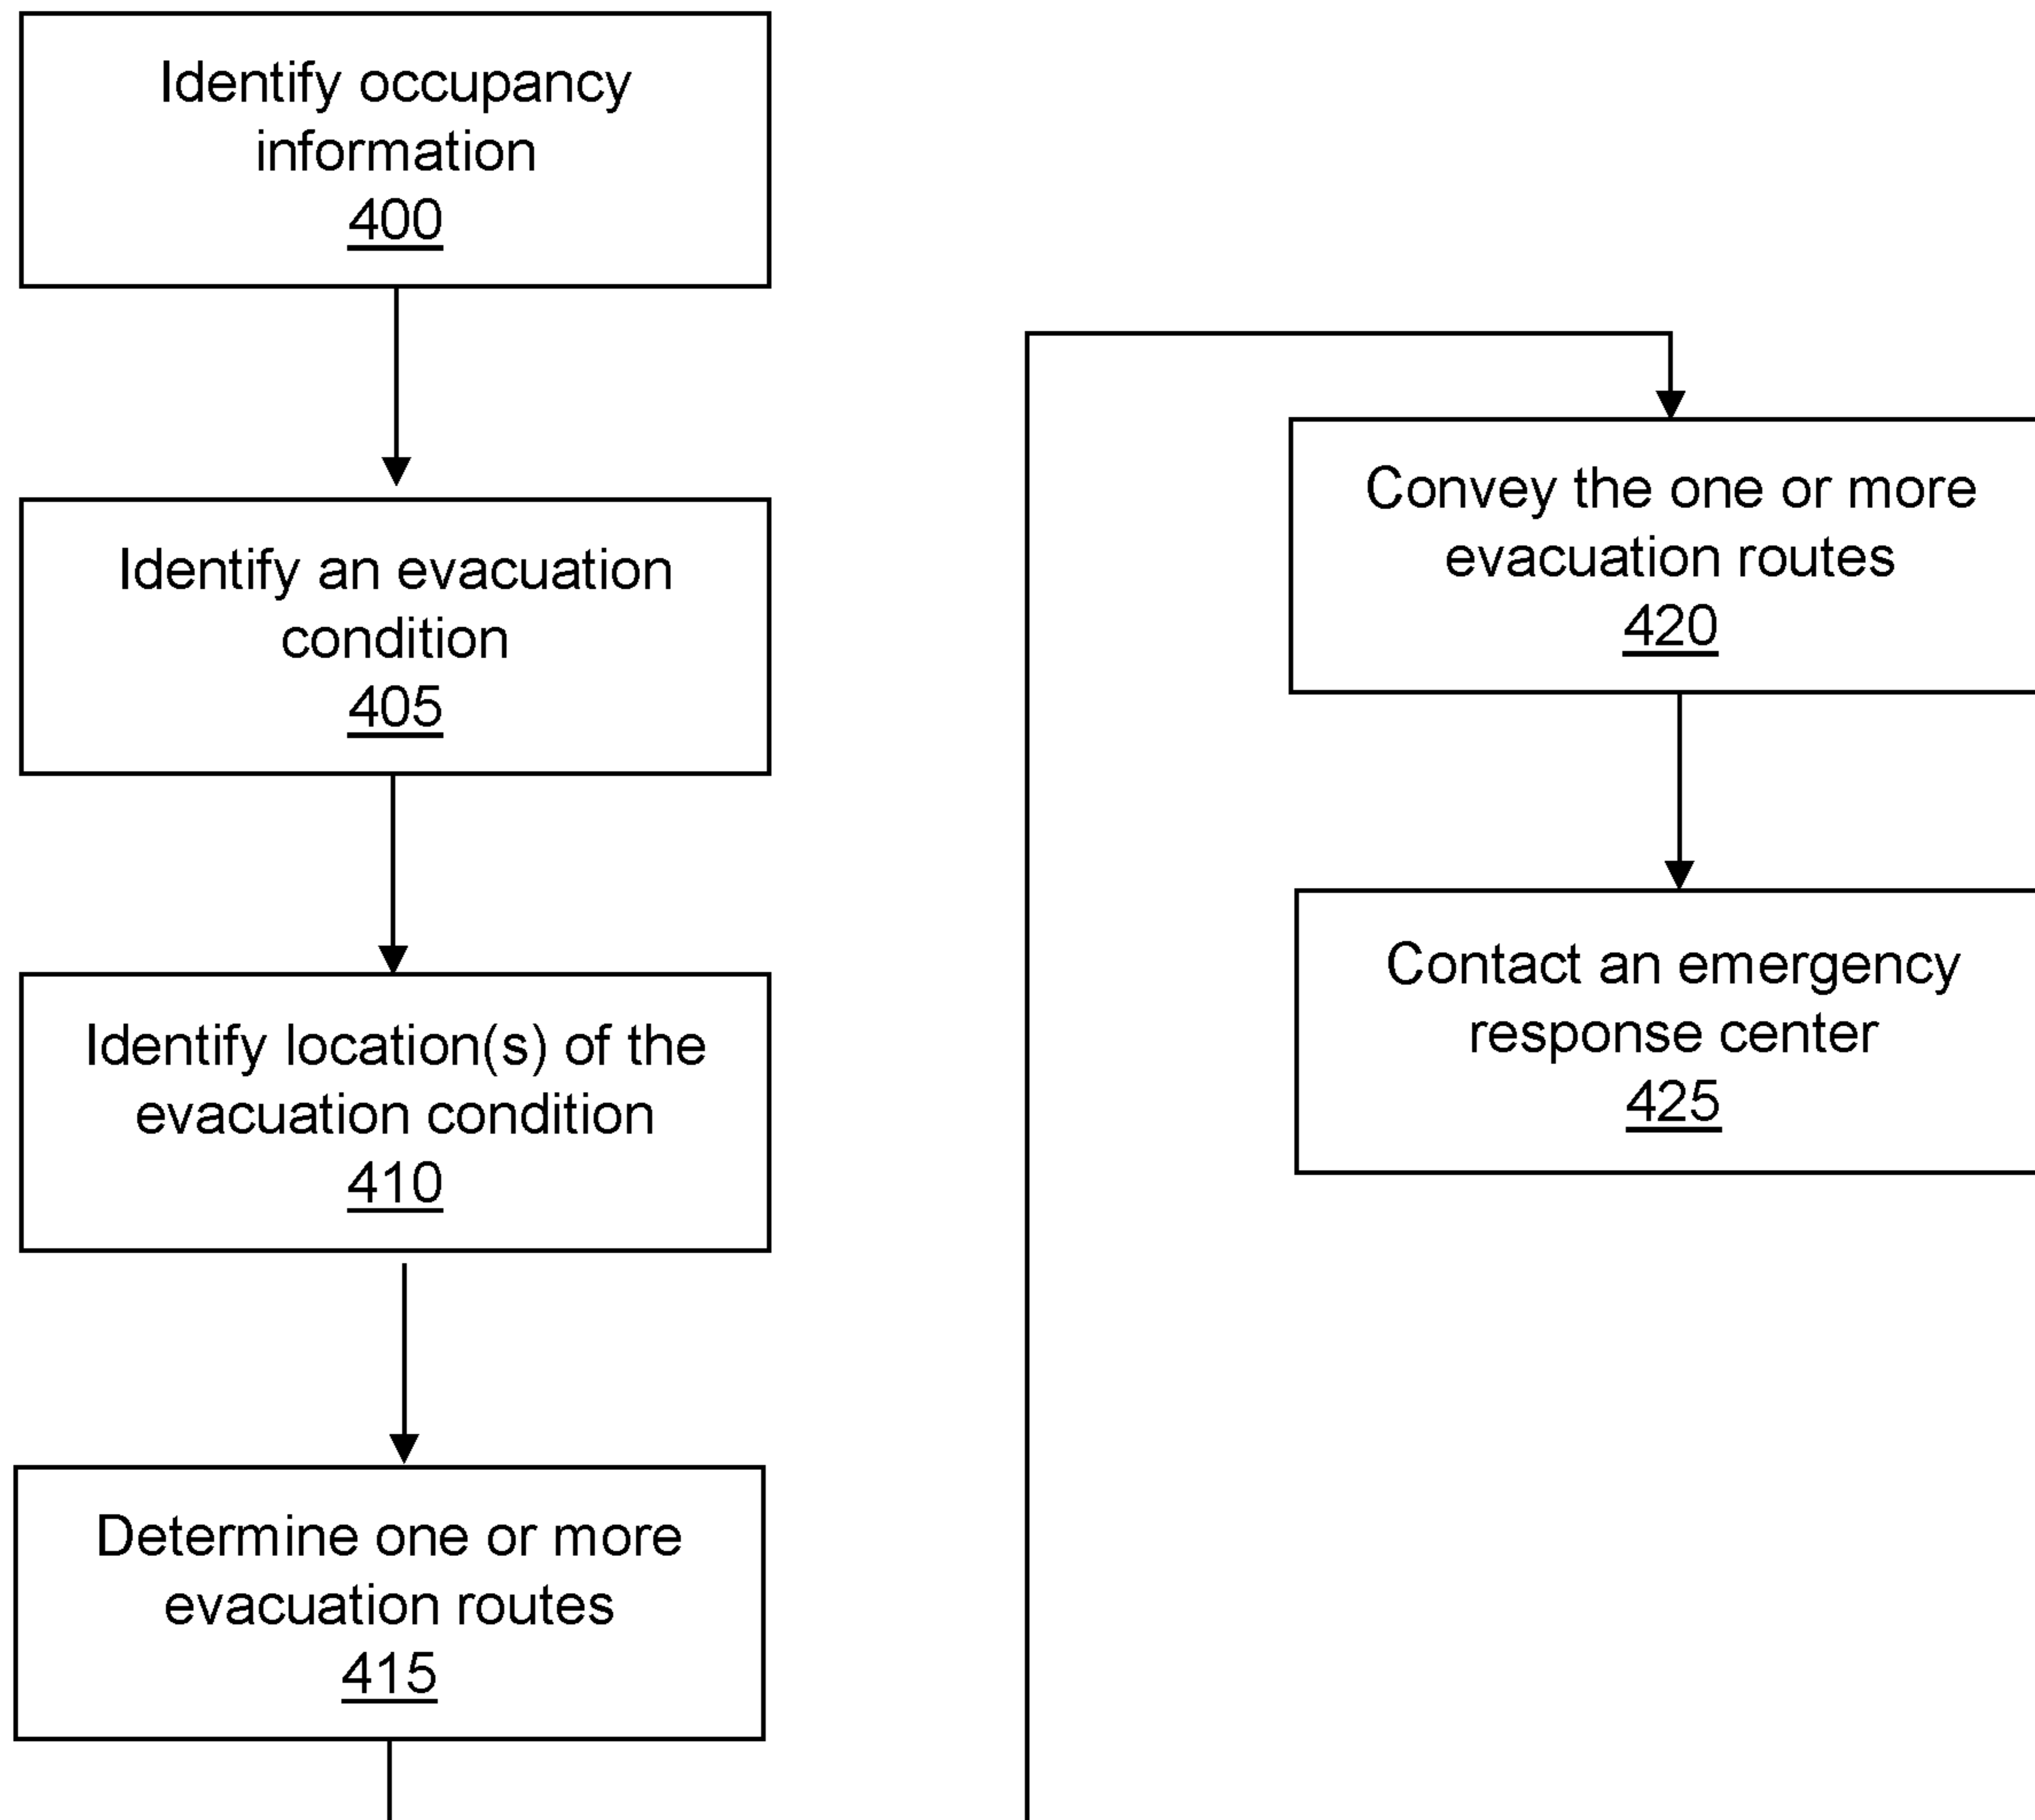 Identify occupancy
information
400
Identify an evacuation
condition
405
Identify location(s) of the
evacuation condition
410
Determine one or more
evacuation routes
415
Convey the one or more
evacuation routes
420
Contact an emergency
response center
425